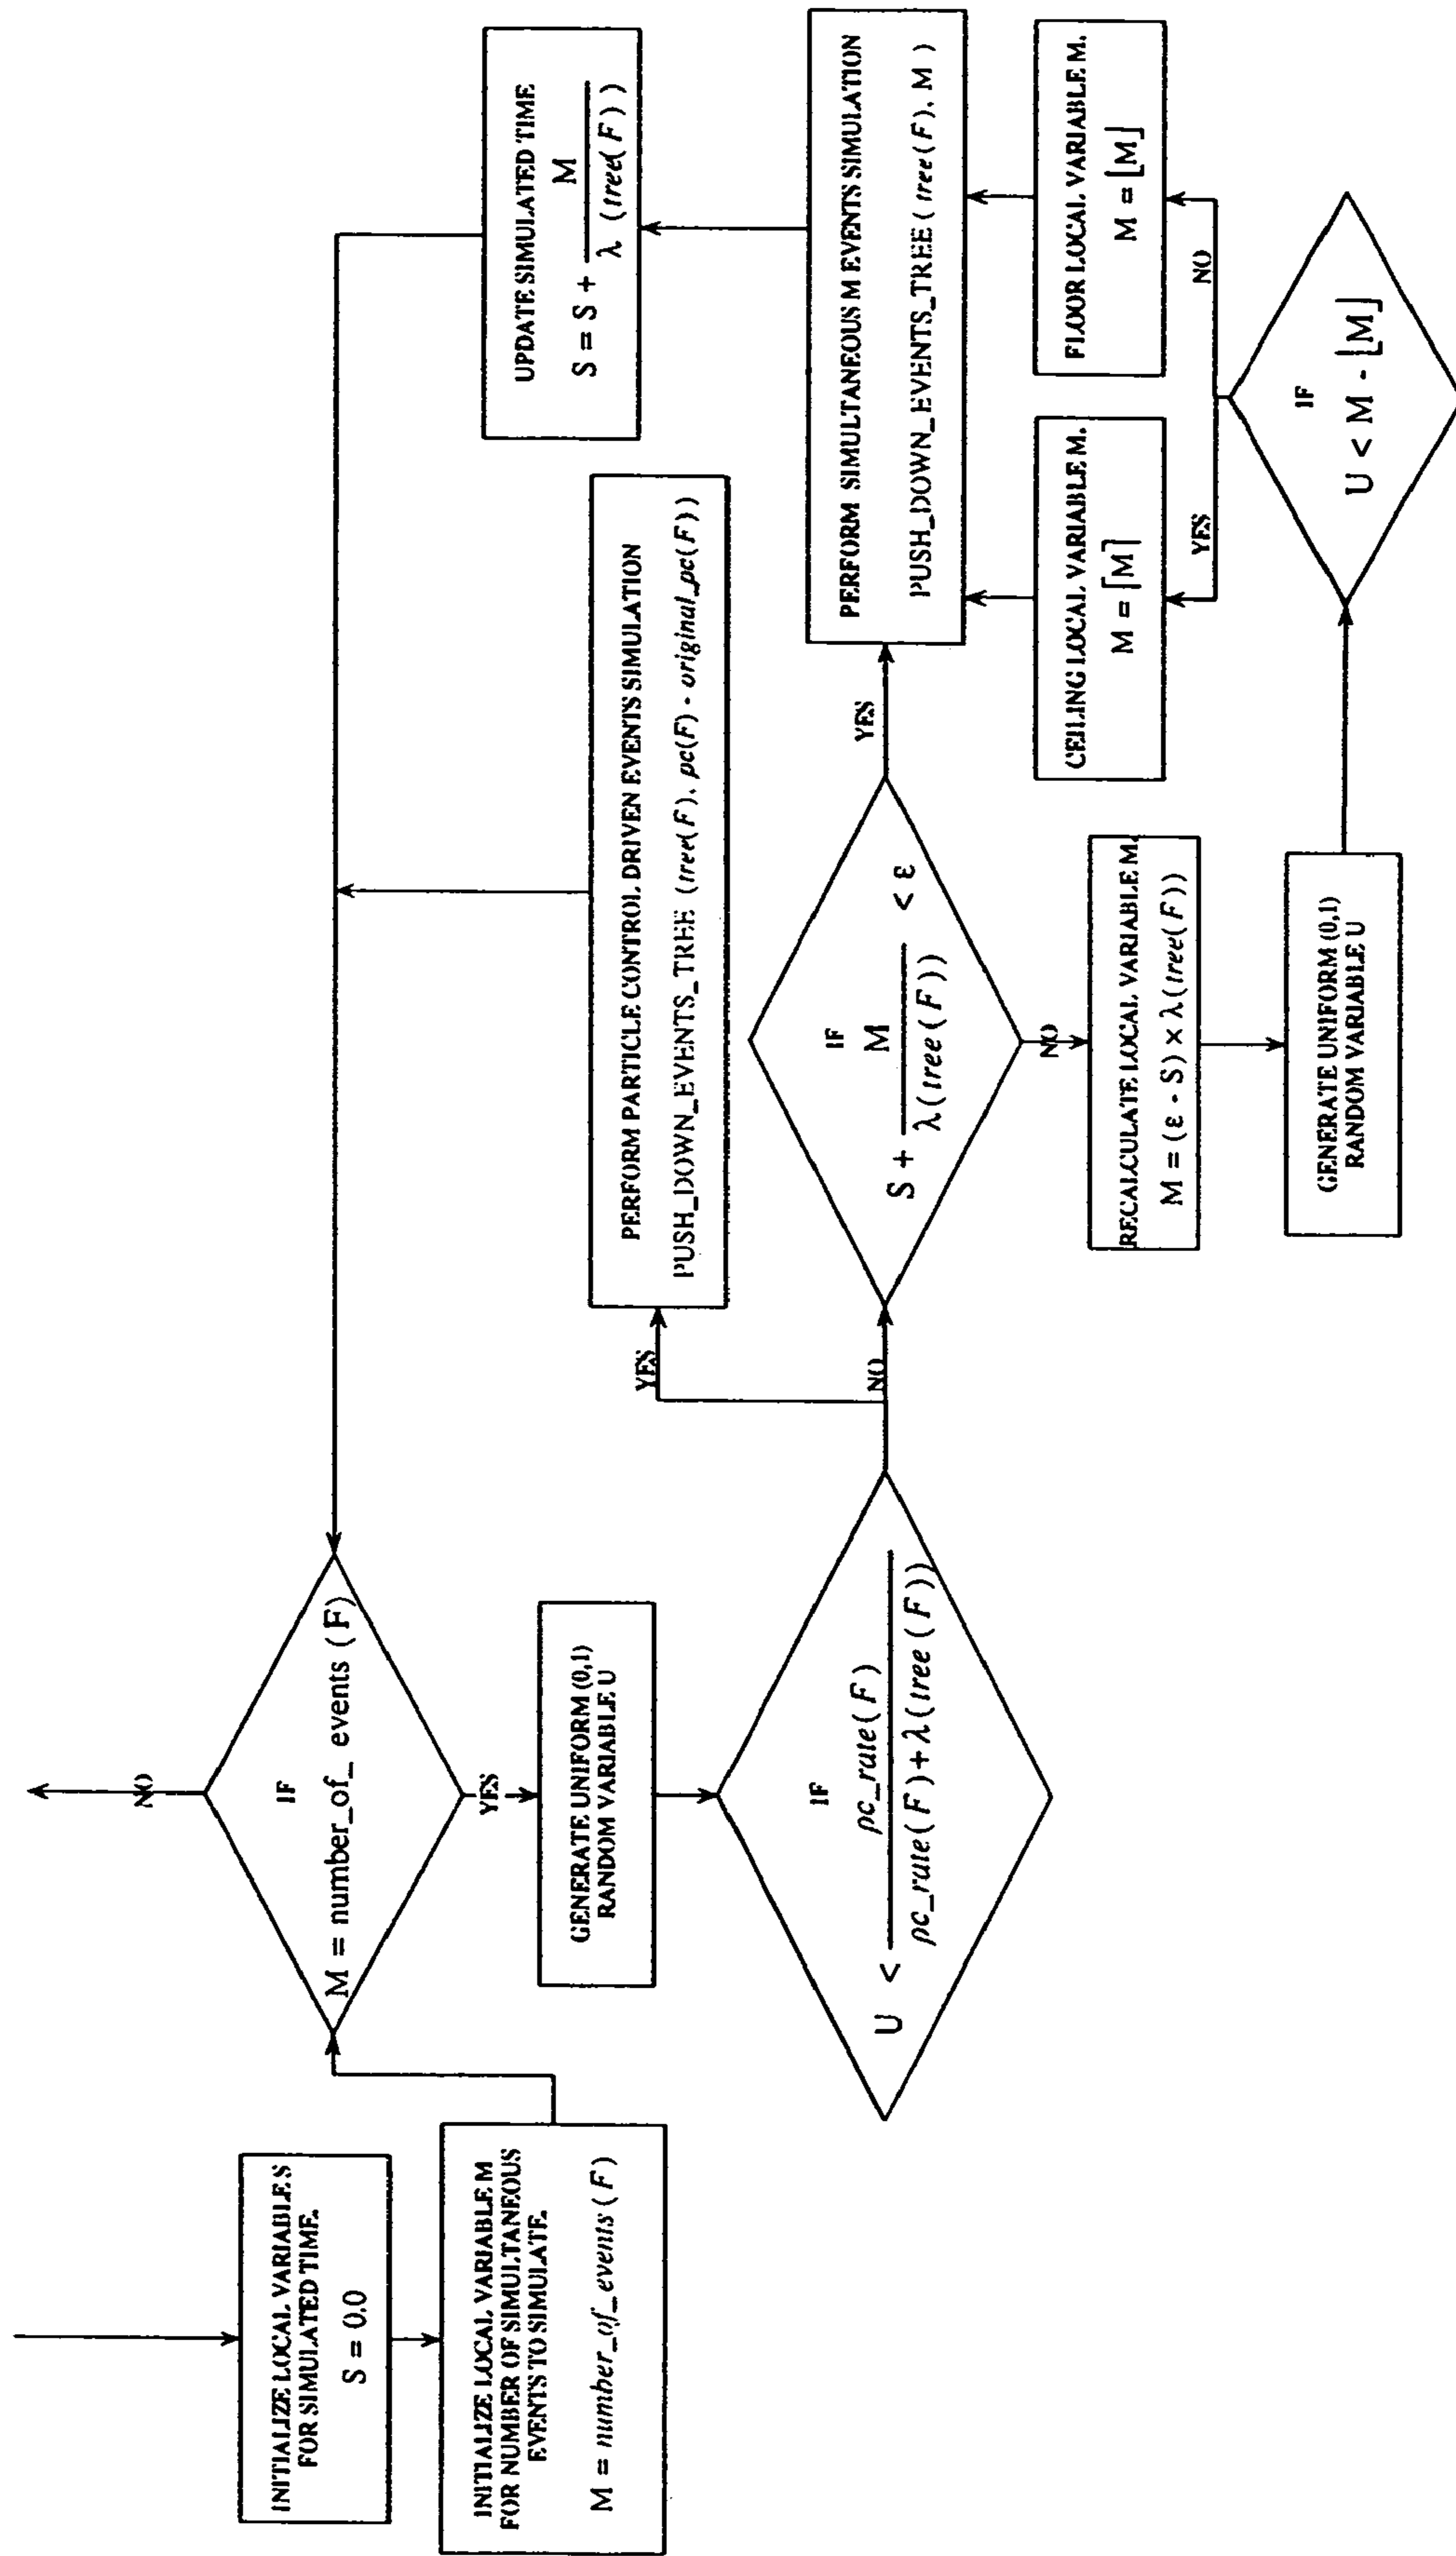 INITIALIZE LOCAL VARIABLE S
FOR SIMULATED TIME.
S = 0.0
INITIALIZE LOCAL VARIABLE M
FOR NUMBER OF SIMULTANEOUS
EVENTS TO SIMULATE.
M = number_of_events ( F )
IF
M = number_of_ events ( F )
NO
YES
GENERATE UNIFORM (0,1)
RANDOM VARIABLE U
IF
U < pc_rate( F )
pc_rate( F ) + λ ( tree ( F ) )
YES
NO
PERFORM PARTICLE CONTROL DRIVEN EVENTS SIMULATION
PUSH_DOWN_EVENTS_TREE (tree( F ), pc( F ) - original_pc( F ))
IF
S + M < ε
λ ( tree ( F ) )
YES
NO
RECALCULATE LOCAL VARIABLE M.
M = ( ε - S ) × λ ( tree( F ) )
GENERATE UNIFORM (0,1)
RANDOM VARIABLE U
IF
U < M - ⌊M⌋
YES
NO
CEILING LOCAL VARIABLE M.
M = ⌈M⌉
FLOOR LOCAL VARIABLE M.
M = ⌊M⌋
PERFORM SIMULTANEOUS M EVENTS SIMULATION
PUSH_DOWN_EVENTS_TREE ( tree( F ), M )
UPDATE SIMULATED TIME
S = S + M
λ ( tree( F ) )